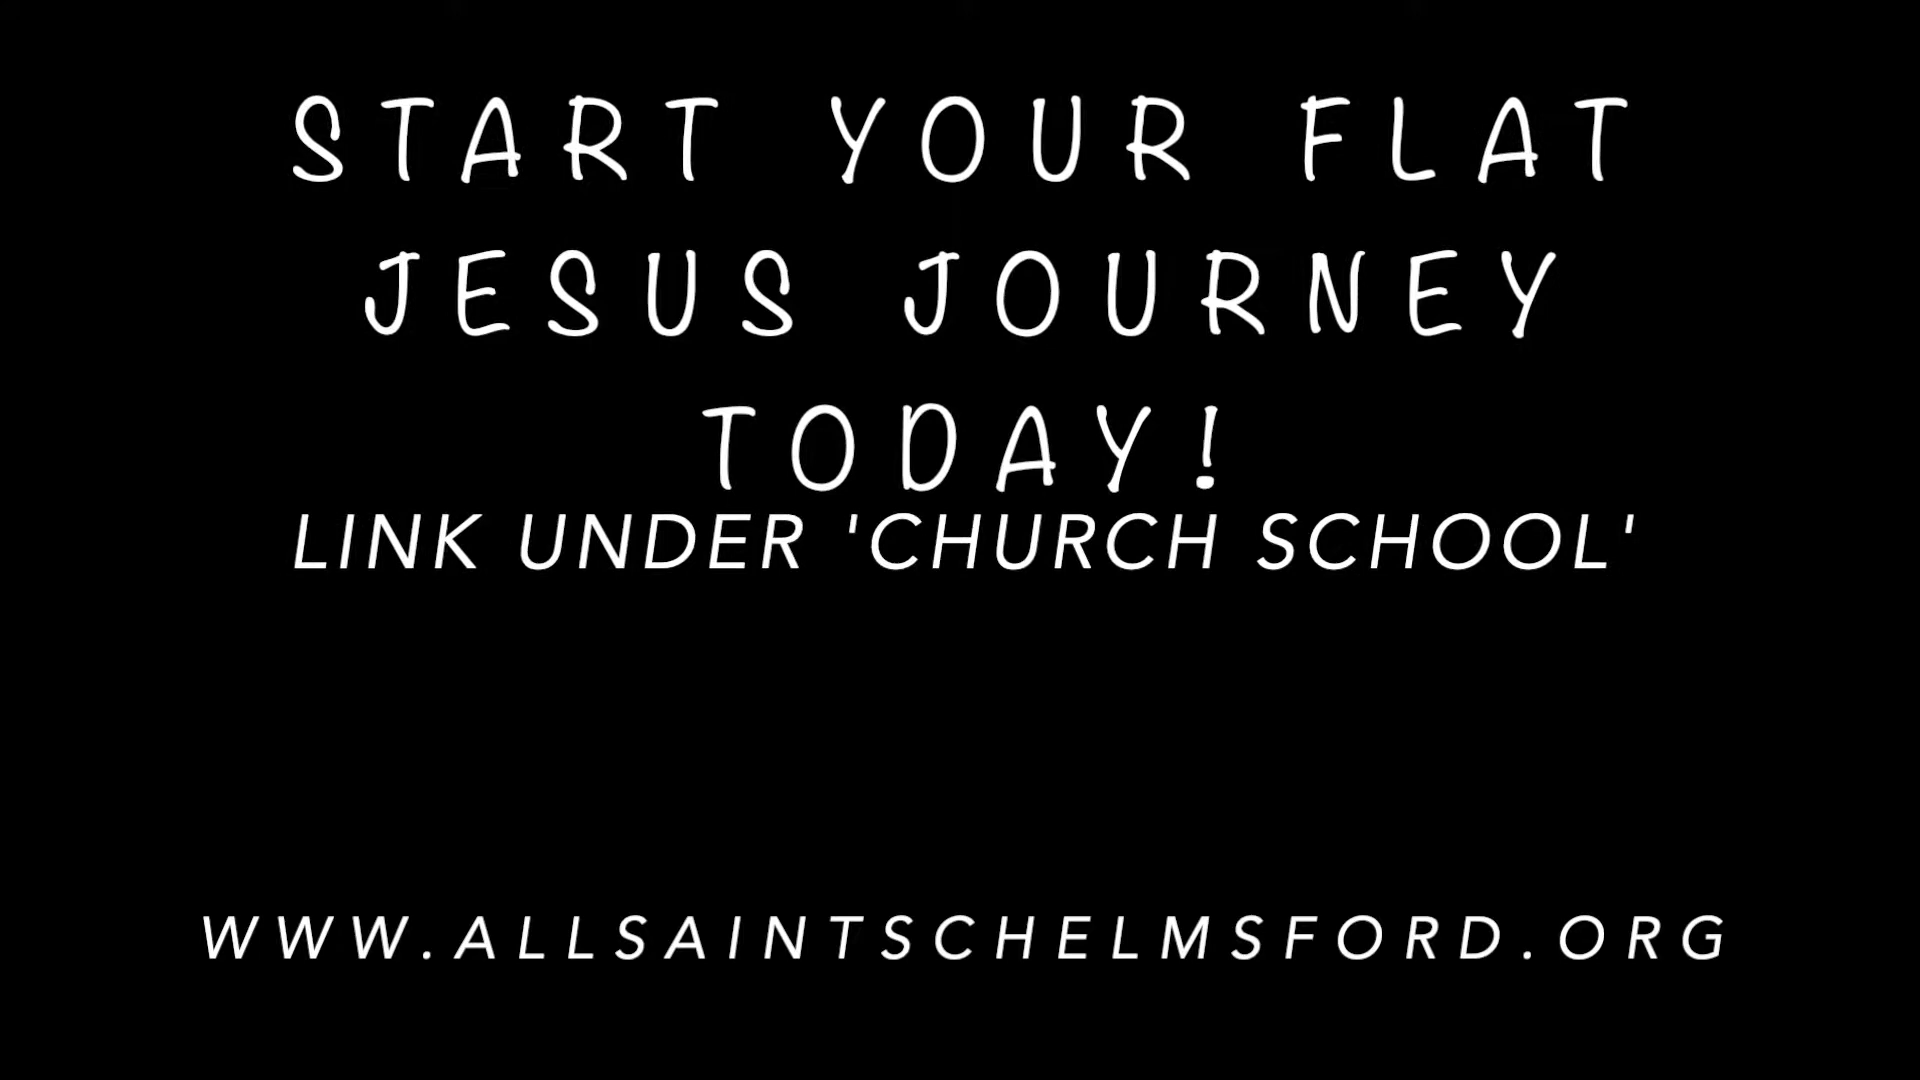 START YOUR FLAT
JESUS JOURNEY
TODAY!
LINK UNDER 'CHURCH SCHOOL'
WWW.ALLSAINTSCHELMSFORD.ORG